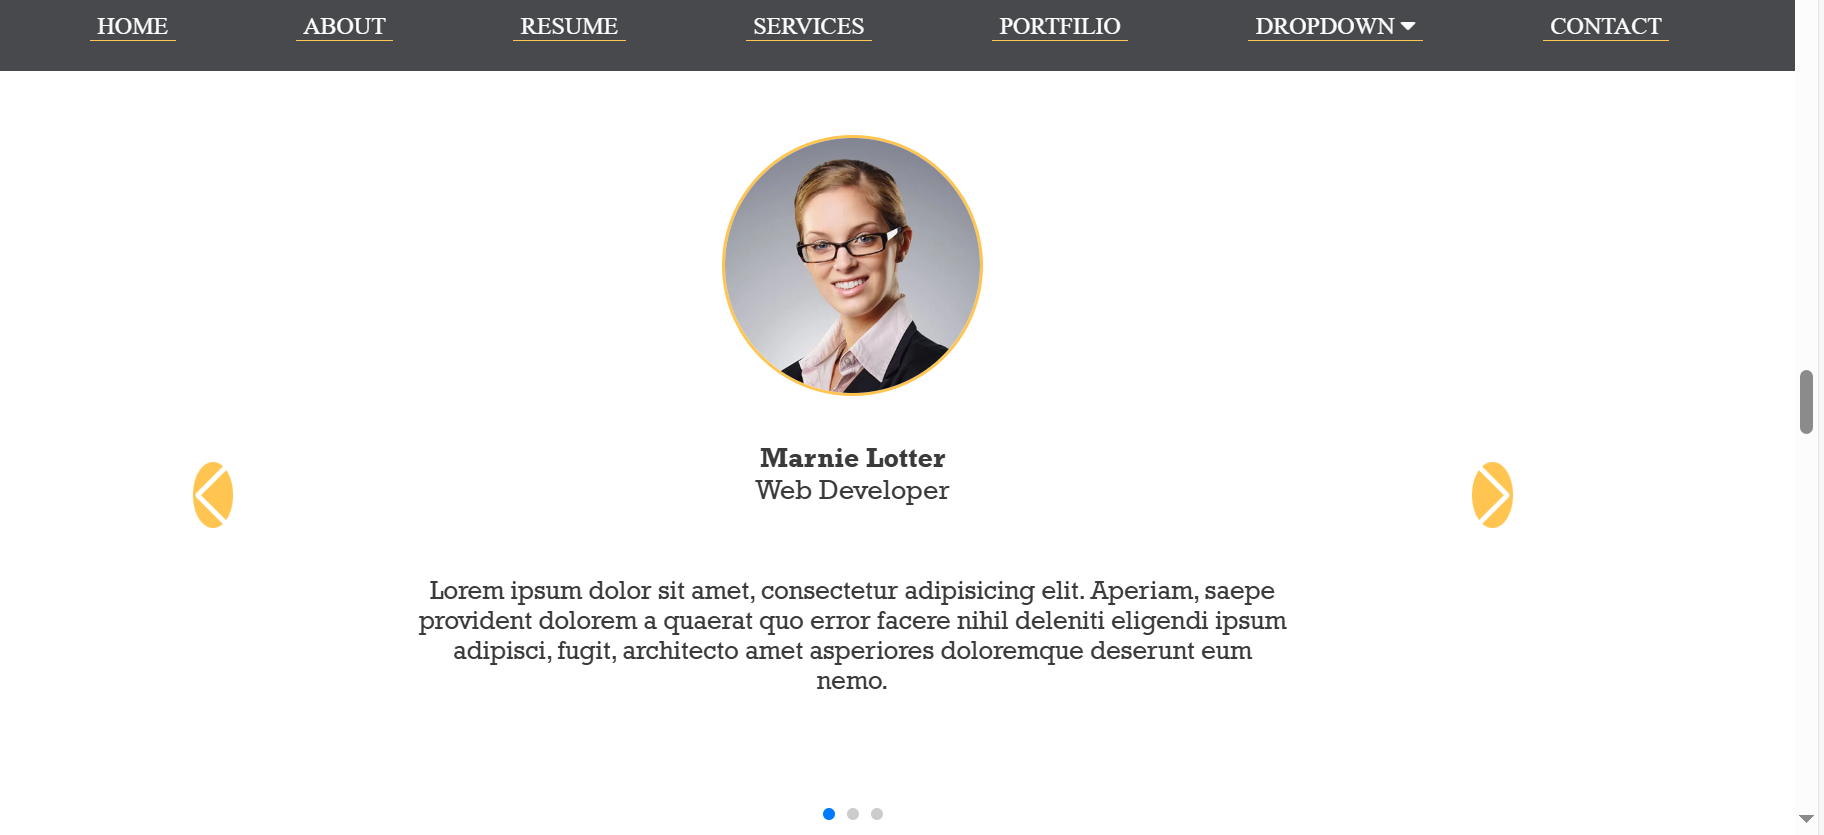 HOME ABOUT RESUME SERVICES PORTFILIO DROPDOWN CONTACT
Marnie Lotter
Web Developer
Lorem ipsum dolor sit amet, consectetur adipisicing elit. Aperiam, saepe
provident dolorem a quaerat quo error facere nihil deleniti eligendi ipsum
adipisci, fugit, architecto amet asperiores doloremque deserunt eum
nemo.